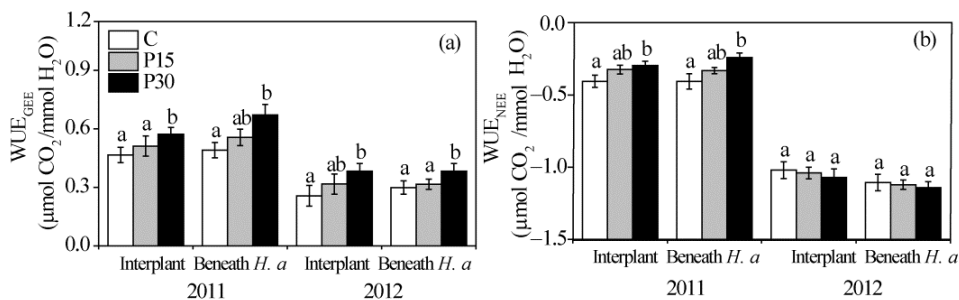 (a)
WUE_GEE
(μmol CO₂/mmol H₂O)
1.2
0.9
0.6
0.3
0.0
C
P15
P30
a a b
a ab b
a ab b
a a b
Interplant Beneath H. a Interplant Beneath H. a
2011 2012
(b)
WUE_NEE
(μmol CO₂/mmol H₂O)
−0.0
−0.5
−1.0
−1.5
a ab b
a ab b
a a a
a a a
Interplant Beneath H. a Interplant Beneath H. a
2011 2012